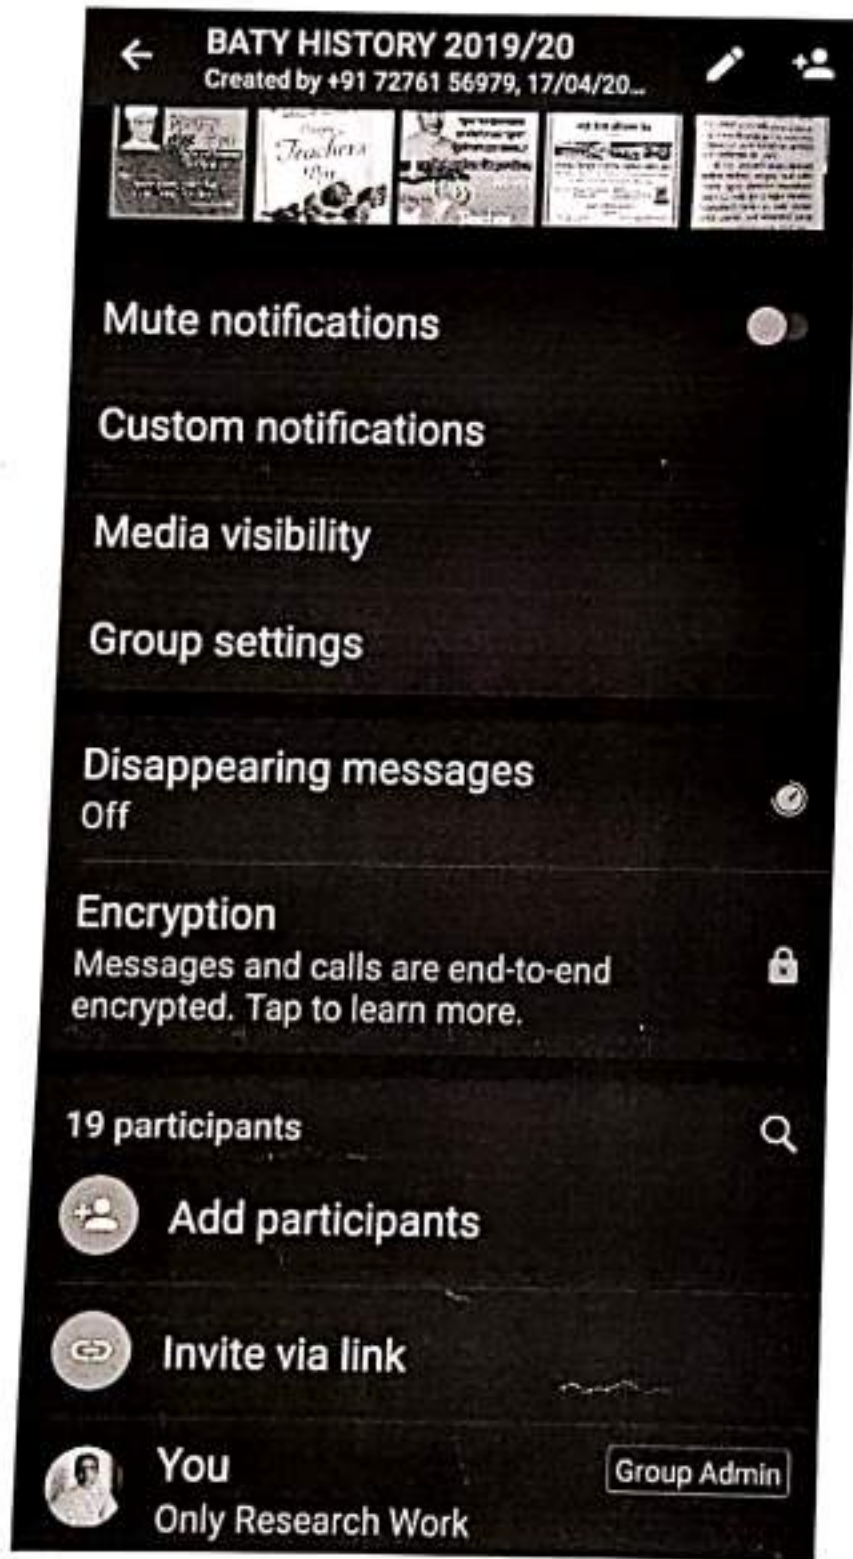 BATY HISTORY 2019/20
Created by +91 72761 56979, 17/04/20...
Teachers
Mute notifications
Custom notifications
Media visibility
Group settings
Disappearing messages
Off
Encryption
Messages and calls are end-to-end
encrypted. Tap to learn more.
19 participants
Add participants
Invite via link
You
Group Admin
Only Research Work